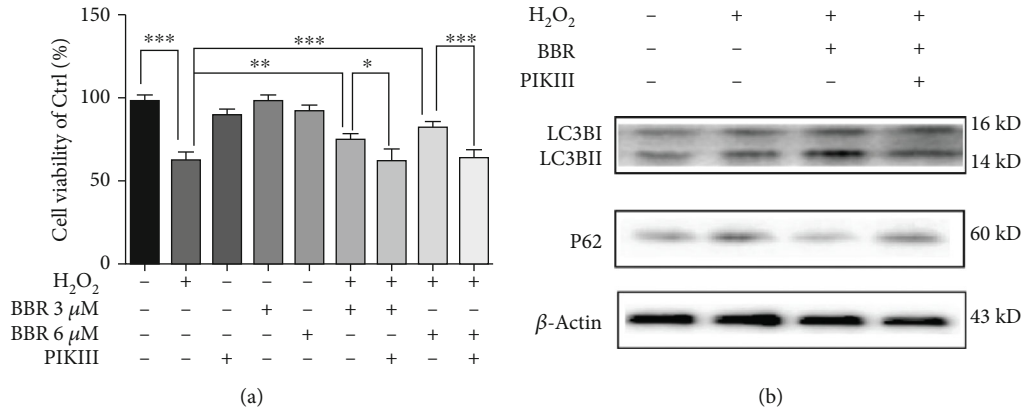 150
100
50
0
Cell viability of Ctrl (%)
*** *** ** * ***
H₂O₂ – + – – – + + + +
BBR 3 μM – – – + – + + – –
BBR 6 μM – – – – + – – + +
PIKIII – – + – – – + – +
(a)
H₂O₂ – + + +
BBR – – + +
PIKIII – – – +
LC3BI 16 kD
LC3BII 14 kD
P62 60 kD
β-Actin 43 kD
(b)